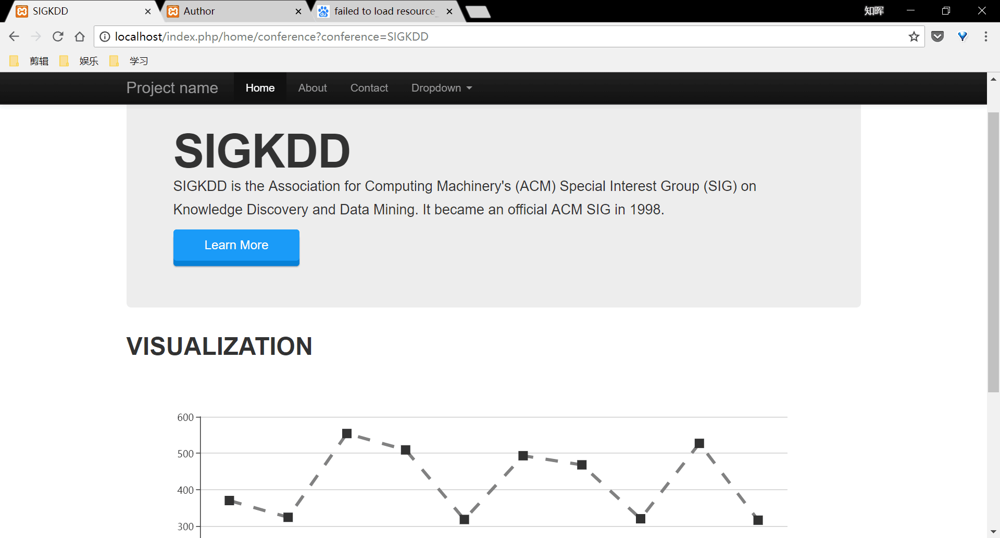 SIGKDD
Author
failed to load resource_
知晖
localhost/index.php/home/conference?conference=SIGKDD
剪辑
娱乐
学习
Project name
Home
About
Contact
Dropdown
SIGKDD
SIGKDD is the Association for Computing Machinery's (ACM) Special Interest Group (SIG) on
Knowledge Discovery and Data Mining. It became an official ACM SIG in 1998.
Learn More
VISUALIZATION
600
500
400
300